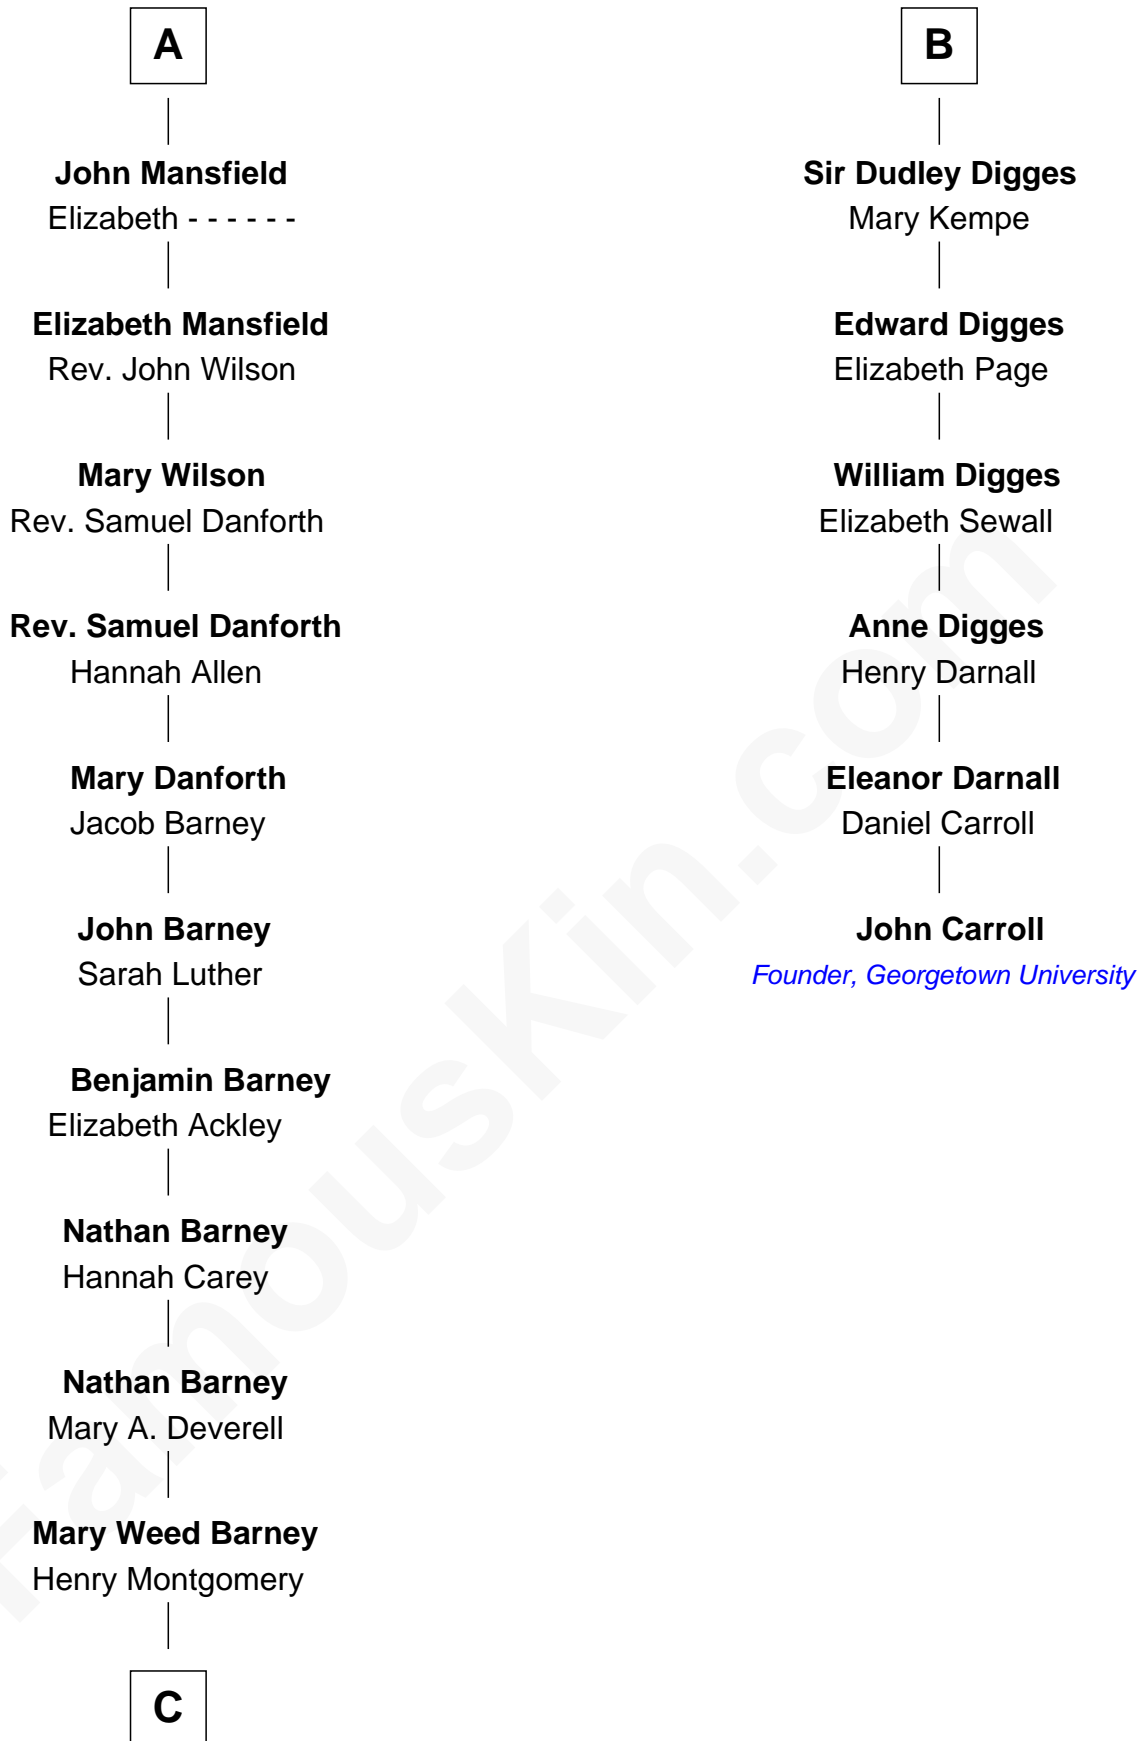 A
John Mansfield
Elizabeth - - - - - -
Elizabeth Mansfield
Rev. John Wilson
Mary Wilson
Rev. Samuel Danforth
Rev. Samuel Danforth
Hannah Allen
Mary Danforth
Jacob Barney
John Barney
Sarah Luther
Benjamin Barney
Elizabeth Ackley
Nathan Barney
Hannah Carey
Nathan Barney
Mary A. Deverell
Mary Weed Barney
Henry Montgomery
C
B
Sir Dudley Digges
Mary Kempe
Edward Digges
Elizabeth Page
William Digges
Elizabeth Sewall
Anne Digges
Henry Darnall
Eleanor Darnall
Daniel Carroll
John Carroll
Founder, Georgetown University
FamousKin.com